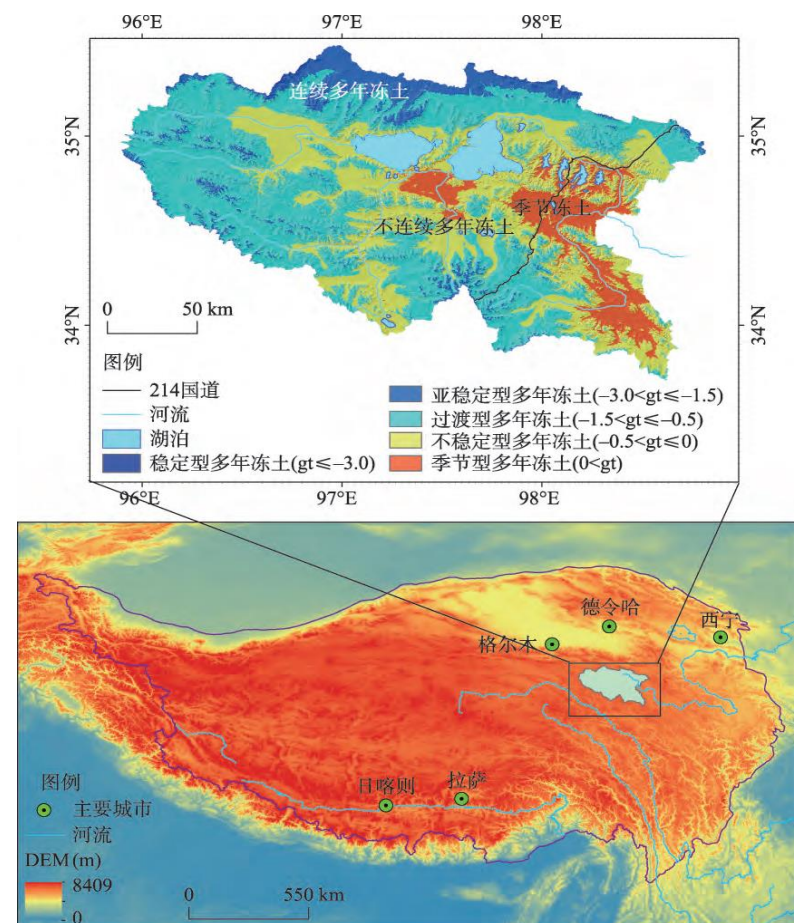 96°E 97°E 98°E
连续多年冻土
35°N 35°N
季节冻土
不连续多年冻土
0 50 km
34°N 34°N
图例
214国道
河流
湖泊
稳定型多年冻土(gt≤–3.0)
亚稳定型多年冻土(–3.0<gt≤–1.5)
过渡型多年冻土(–1.5<gt≤–0.5)
不稳定型多年冻土(–0.5<gt≤0)
季节型多年冻土(0<gt)
96°E 97°E 98°E
德令哈
西宁
格尔木
日喀则 拉萨
图例
主要城市
河流
DEM (m)
8409
0
0 550 km